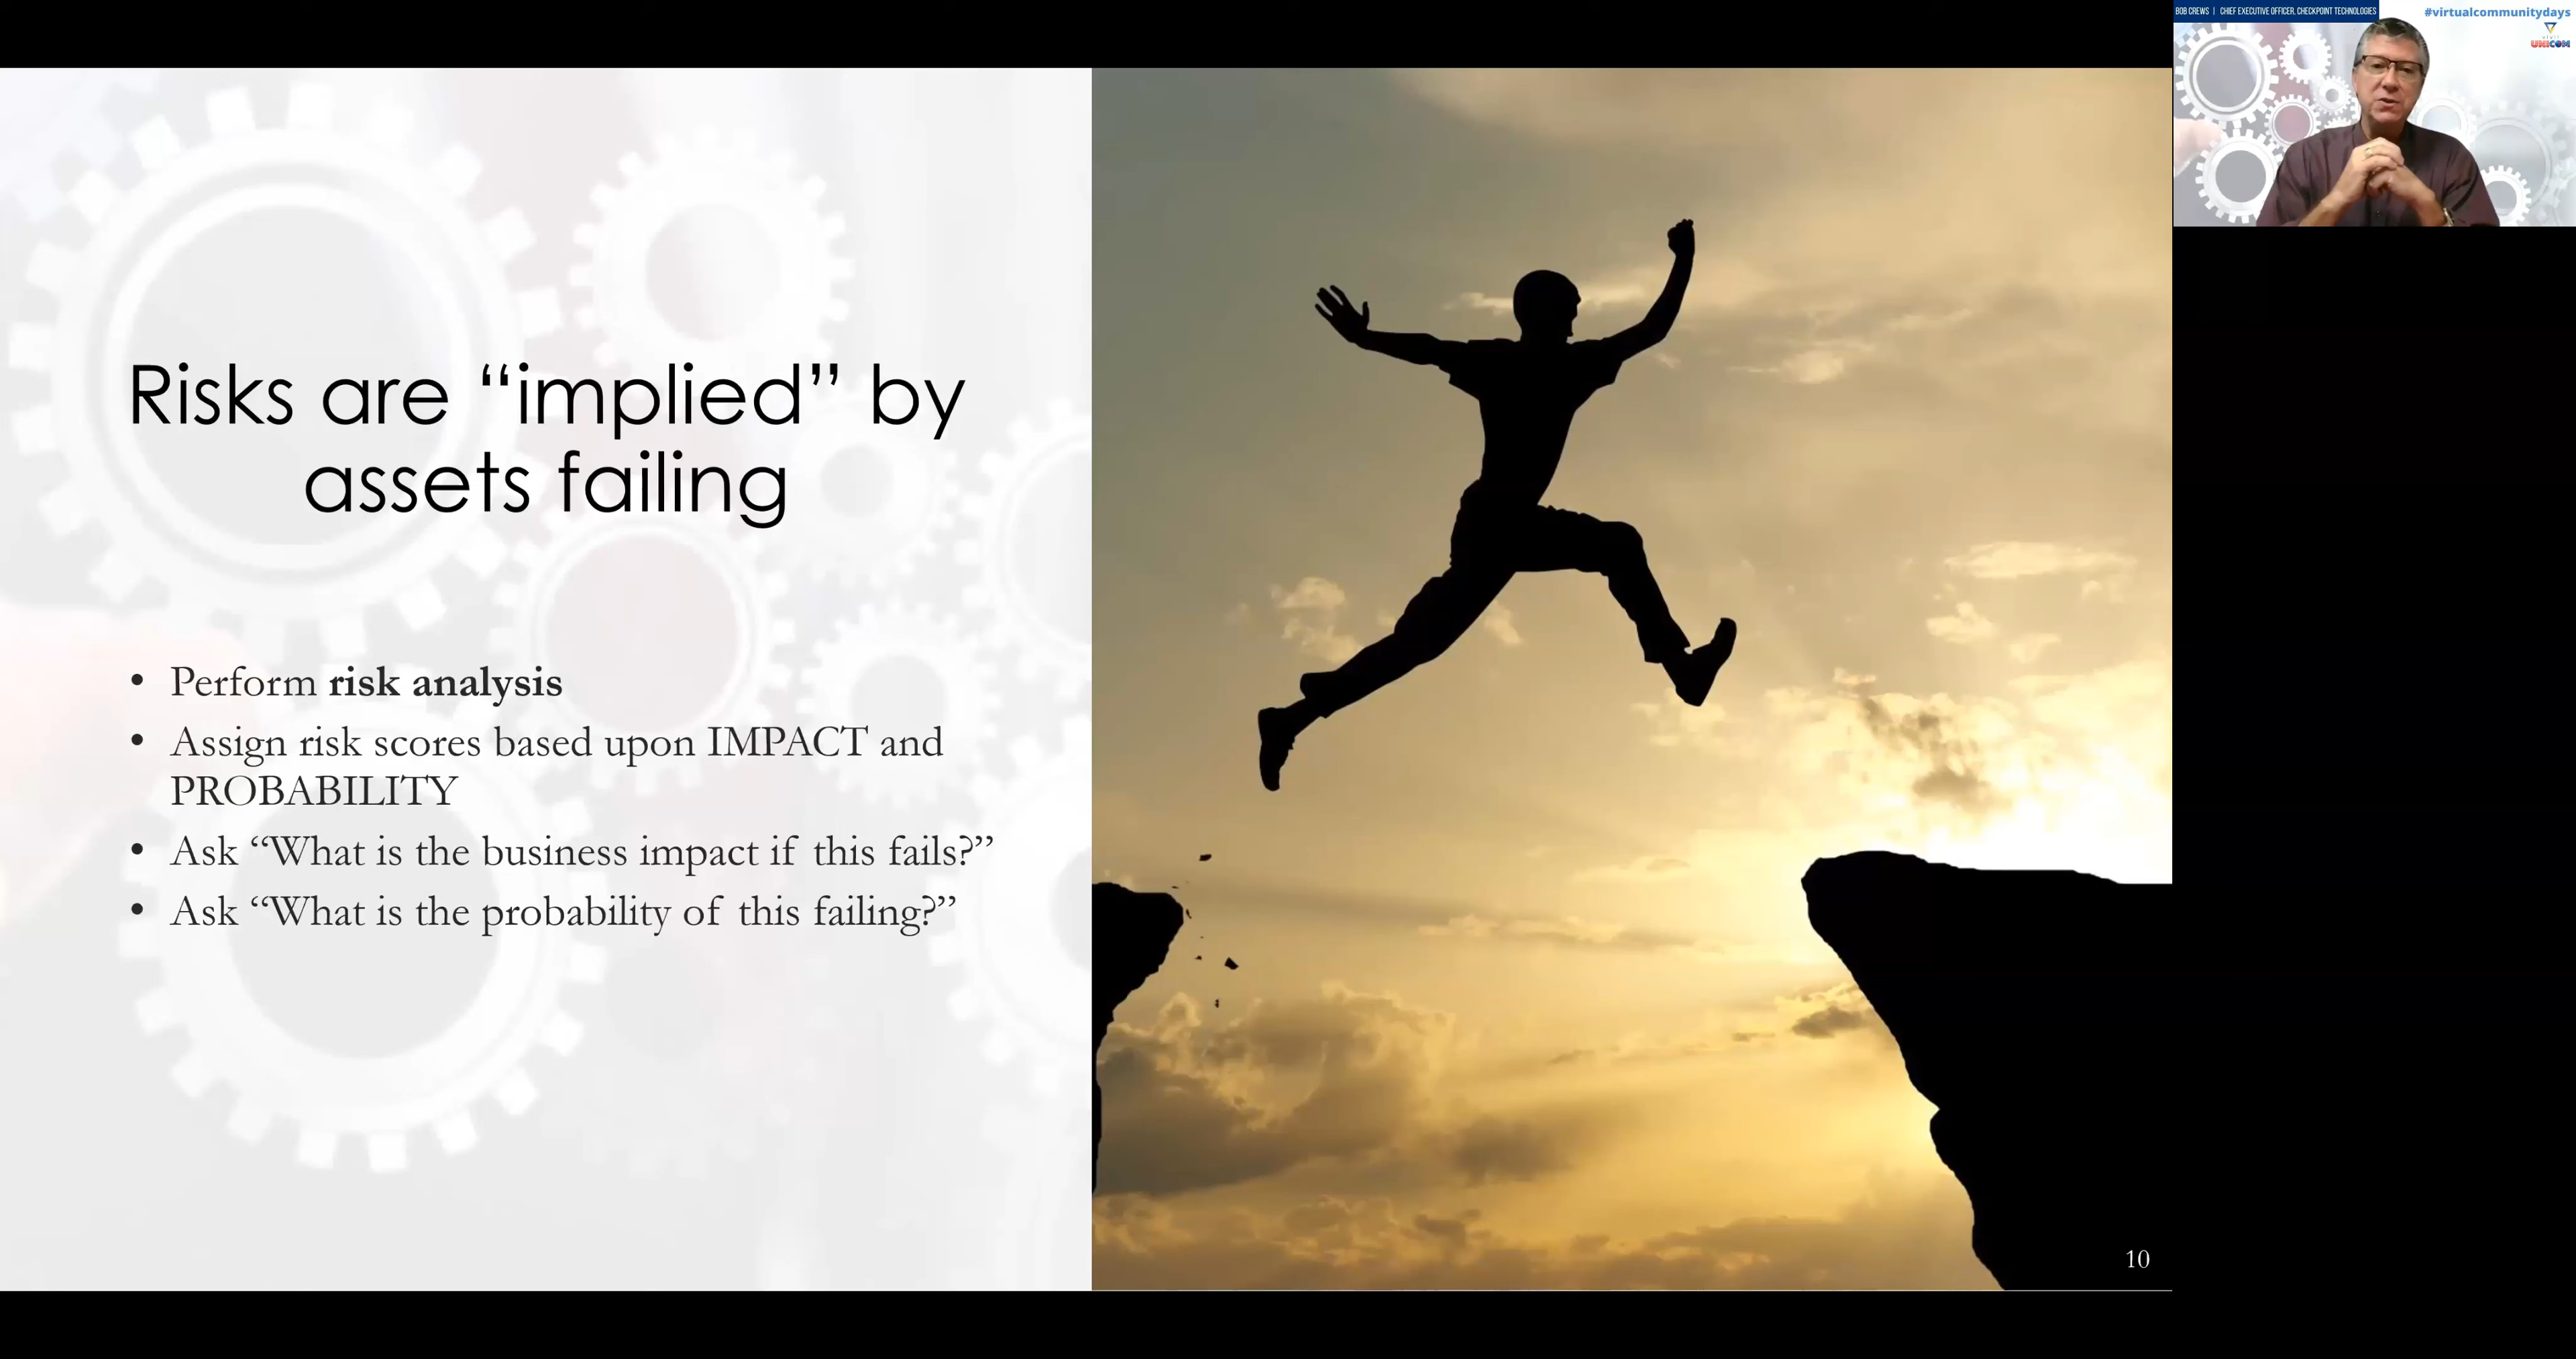 BOB CREWS | CHIEF EXECUTIVE OFFICER, CHECKPOINT TECHNOLOGIES
#virtualcommunitydays
UNICOM
Risks are “implied” by
assets failing
• Perform risk analysis
• Assign risk scores based upon IMPACT and
PROBABILITY
• Ask “What is the business impact if this fails?”
• Ask “What is the probability of this failing?”
10